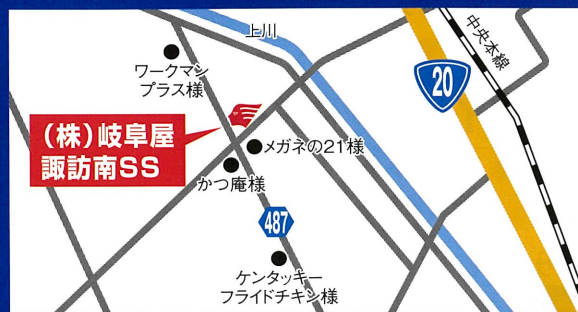 上川
中央本線
ワークマン
プラス様
20
(株)岐阜屋
諏訪南SS
メガネの21様
かつ庵様
487
ケンタッキー
フライドチキン様